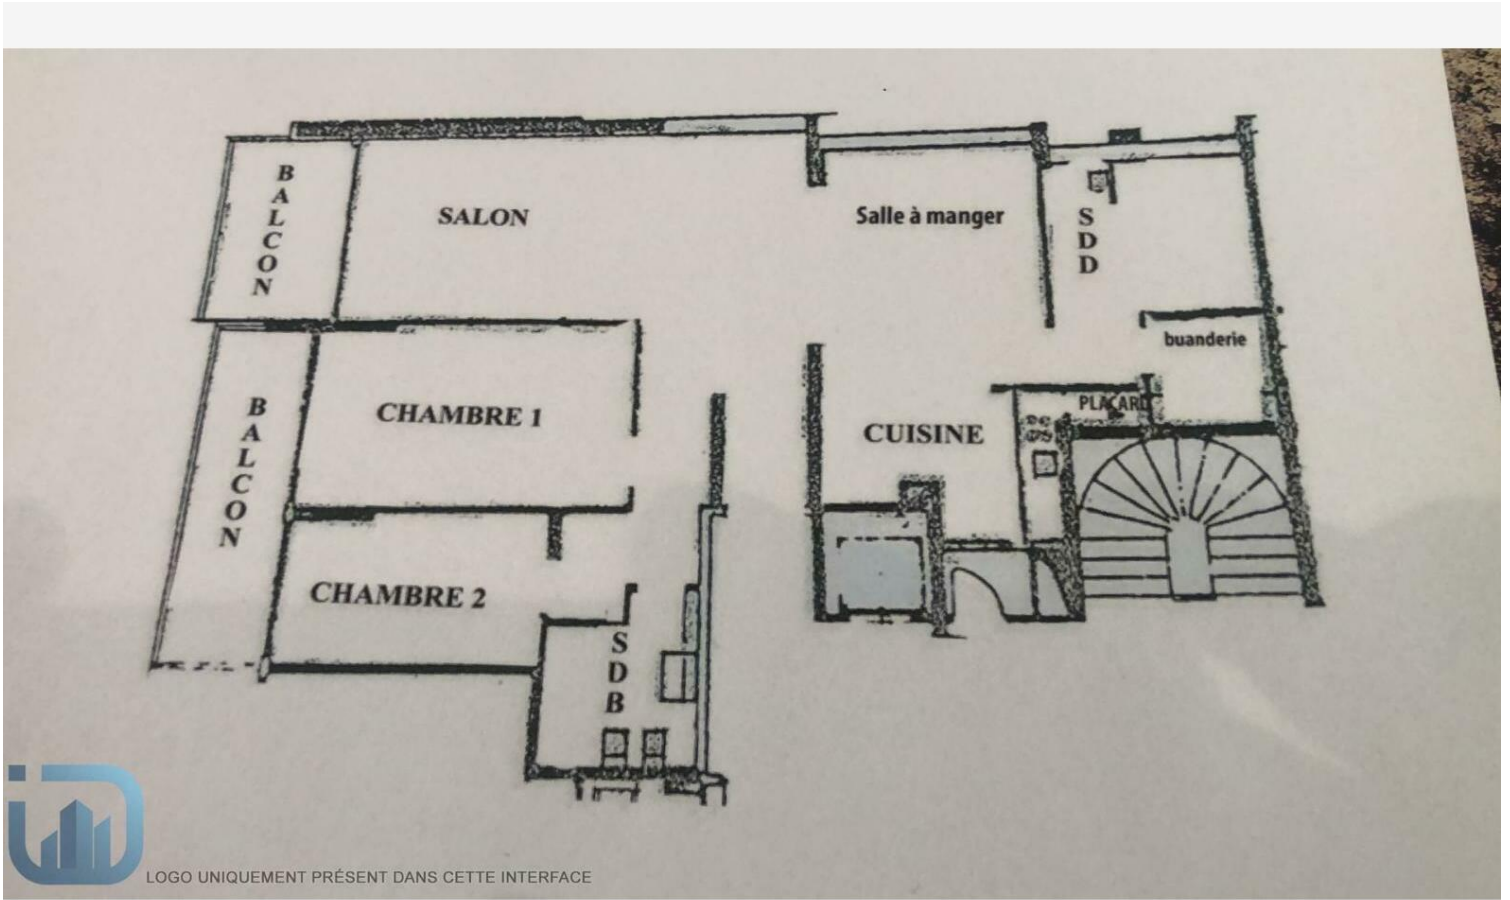 BALCON
SALON
Salle à manger
SDD
buanderie
PLACARD
BALCON
CHAMBRE 1
CUISINE
CHAMBRE 2
SDB
LOGO UNIQUEMENT PRÉSENT DANS CETTE INTERFACE